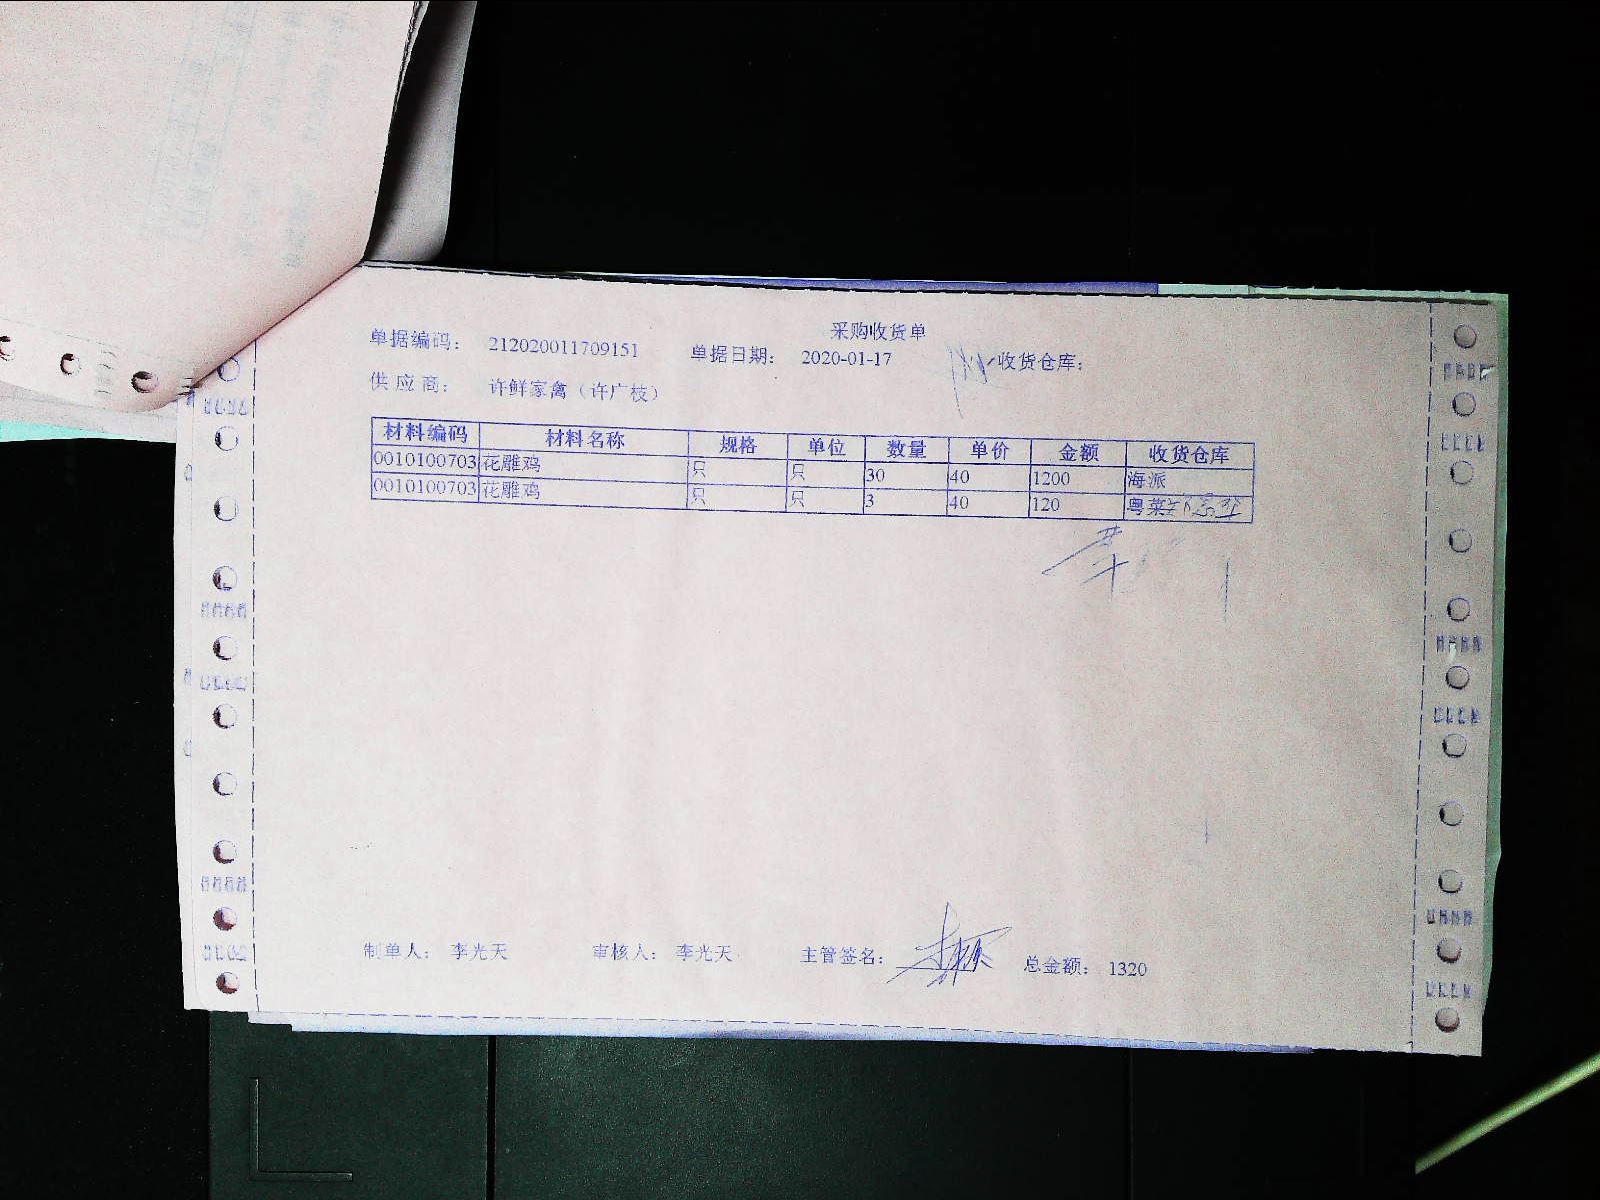 采购收货单
单据编码： 212020011709151 单据日期： 2020-01-17 收货仓库：
供 应 商： 许鲜家禽（许广枝）
材料编码 材料名称 规格 单位 数量 单价 金额 收货仓库
0010100703 花雕鸡 只 只 30 40 1200 海派
0010100703 花雕鸡 只 只 3 40 120 粤菜
制单人： 李光天 审核人： 李光天 主管签名： 总金额： 1320